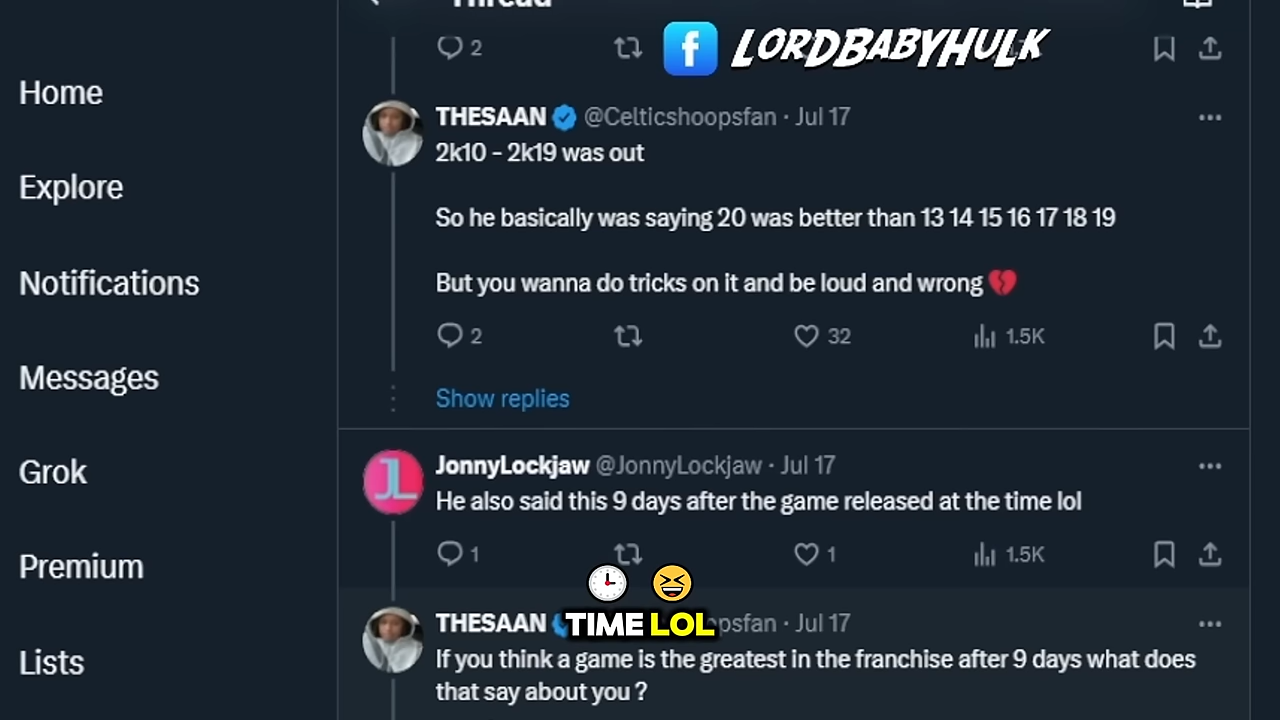 Thread
2
LORDBABYHULK
Home
THESAAN @Celticshoopsfan · Jul 17
2k10 - 2k19 was out
Explore
So he basically was saying 20 was better than 13 14 15 16 17 18 19
Notifications
But you wanna do tricks on it and be loud and wrong 💔
2 32 1.5K
Messages
Show replies
Grok
JonnyLockjaw @JonnyLockjaw · Jul 17
He also said this 9 days after the game released at the time lol
1 1 1.5K
Premium
TIME LOL
THESAAN opsfan · Jul 17
If you think a game is the greatest in the franchise after 9 days what does
Lists
that say about you ?